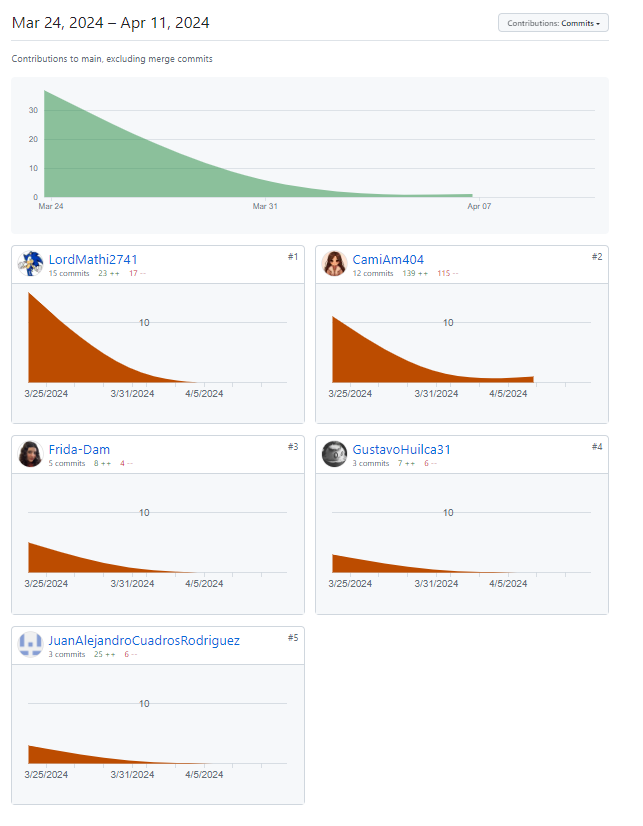 Mar 24, 2024 – Apr 11, 2024
Contributions: Commits
Contributions to main, excluding merge commits
30
20
10
0
Mar 24 Mar 31 Apr 07
LordMathi2741 #1
15 commits 23 ++ 17 --
10
3/25/2024 3/31/2024 4/5/2024
CamiAm404 #2
12 commits 139 ++ 115 --
10
3/25/2024 3/31/2024 4/5/2024
Frida-Dam #3
5 commits 8 ++ 4 --
10
3/25/2024 3/31/2024 4/5/2024
GustavoHuilca31 #4
3 commits 7 ++ 6 --
10
3/25/2024 3/31/2024 4/5/2024
JuanAlejandroCuadrosRodriguez #5
3 commits 25 ++ 6 --
10
3/25/2024 3/31/2024 4/5/2024